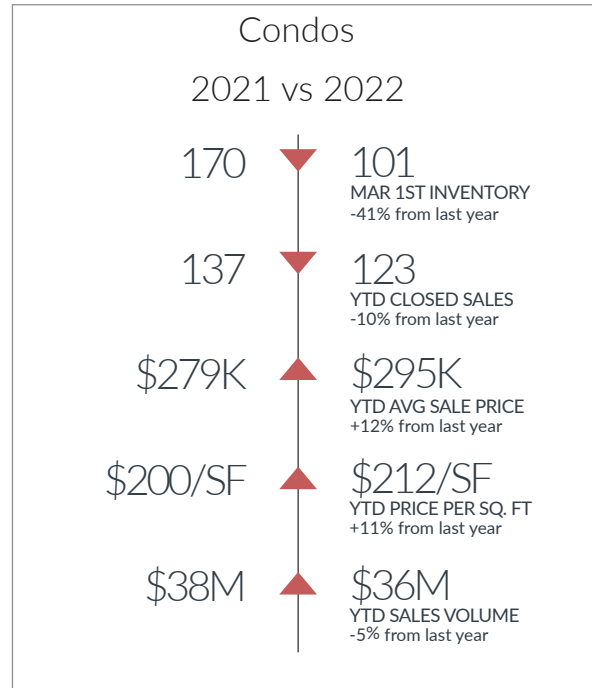 Condos
2021 vs 2022
170
101
MAR 1ST INVENTORY
-41% from last year
137
123
YTD CLOSED SALES
-10% from last year
$279K
$295K
YTD AVG SALE PRICE
+12% from last year
$200/SF
$212/SF
YTD PRICE PER SQ. FT
+11% from last year
$38M
$36M
YTD SALES VOLUME
-5% from last year